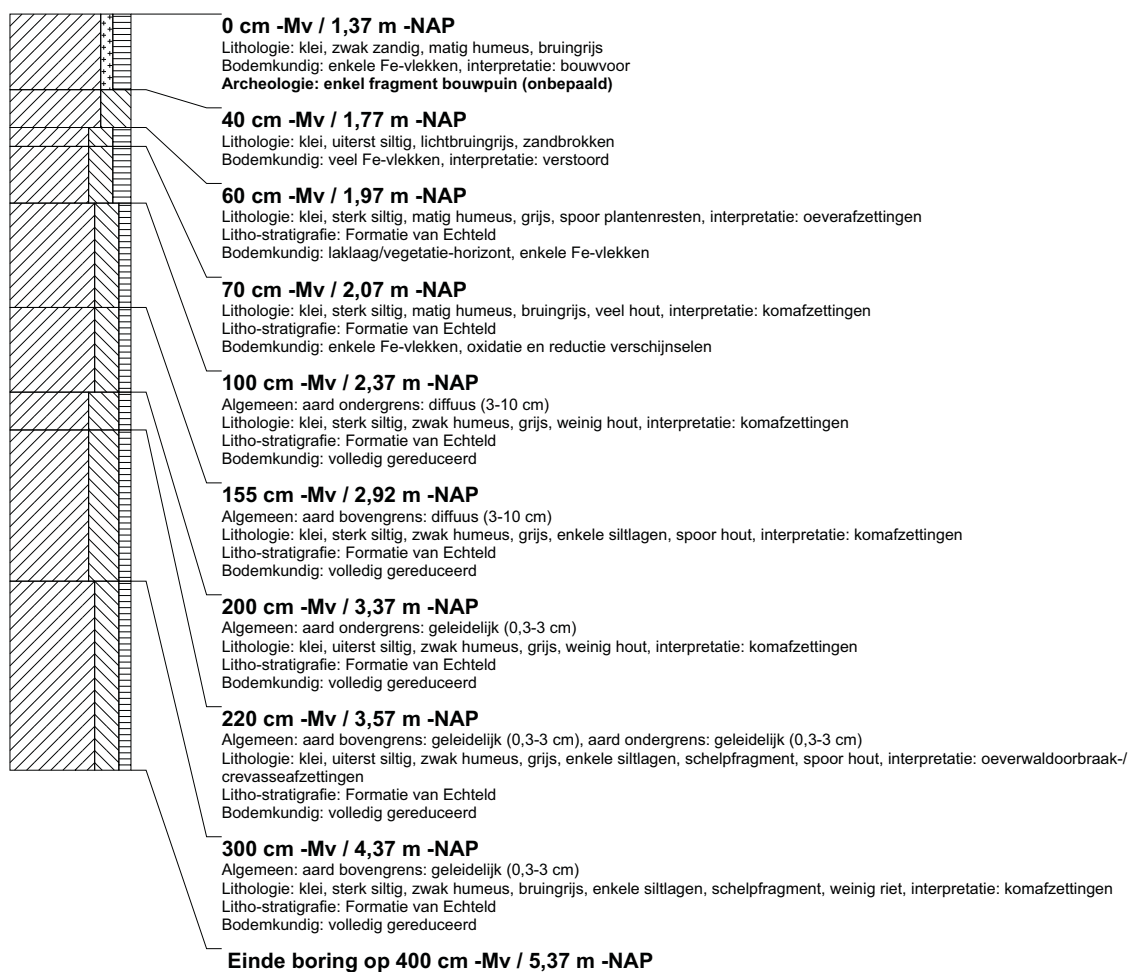 0 cm -Mv / 1,37 m -NAP
Lithologie: klei, zwak zandig, matig humeus, bruingrijs
Bodemkundig: enkele Fe-vlekken, interpretatie: bouwvoor
Archeologie: enkel fragment bouwpuin (onbepaald)
40 cm -Mv / 1,77 m -NAP
Lithologie: klei, uiterst siltig, lichtbruingrijs, zandbrokken
Bodemkundig: veel Fe-vlekken, interpretatie: verstoord
60 cm -Mv / 1,97 m -NAP
Lithologie: klei, sterk siltig, matig humeus, grijs, spoor plantenresten, interpretatie: oeverafzettingen
Litho-stratigrafie: Formatie van Echteld
Bodemkundig: laklaag/vegetatie-horizont, enkele Fe-vlekken
70 cm -Mv / 2,07 m -NAP
Lithologie: klei, sterk siltig, matig humeus, bruingrijs, veel hout, interpretatie: komafzettingen
Litho-stratigrafie: Formatie van Echteld
Bodemkundig: enkele Fe-vlekken, oxidatie en reductie verschijnselen
100 cm -Mv / 2,37 m -NAP
Algemeen: aard ondergrens: diffuus (3-10 cm)
Lithologie: klei, sterk siltig, zwak humeus, grijs, weinig hout, interpretatie: komafzettingen
Litho-stratigrafie: Formatie van Echteld
Bodemkundig: volledig gereduceerd
155 cm -Mv / 2,92 m -NAP
Algemeen: aard bovengrens: diffuus (3-10 cm)
Lithologie: klei, sterk siltig, zwak humeus, grijs, enkele siltlagen, spoor hout, interpretatie: komafzettingen
Litho-stratigrafie: Formatie van Echteld
Bodemkundig: volledig gereduceerd
200 cm -Mv / 3,37 m -NAP
Algemeen: aard ondergrens: geleidelijk (0,3-3 cm)
Lithologie: klei, uiterst siltig, zwak humeus, grijs, weinig hout, interpretatie: komafzettingen
Litho-stratigrafie: Formatie van Echteld
Bodemkundig: volledig gereduceerd
220 cm -Mv / 3,57 m -NAP
Algemeen: aard bovengrens: geleidelijk (0,3-3 cm), aard ondergrens: geleidelijk (0,3-3 cm)
Lithologie: klei, uiterst siltig, zwak humeus, grijs, enkele siltlagen, schelpfragment, spoor hout, interpretatie: oeverwaldoorbraak-/
crevasseafzettingen
Litho-stratigrafie: Formatie van Echteld
Bodemkundig: volledig gereduceerd
300 cm -Mv / 4,37 m -NAP
Algemeen: aard bovengrens: geleidelijk (0,3-3 cm)
Lithologie: klei, sterk siltig, zwak humeus, bruingrijs, enkele siltlagen, schelpfragment, weinig riet, interpretatie: komafzettingen
Litho-stratigrafie: Formatie van Echteld
Bodemkundig: volledig gereduceerd
Einde boring op 400 cm -Mv / 5,37 m -NAP